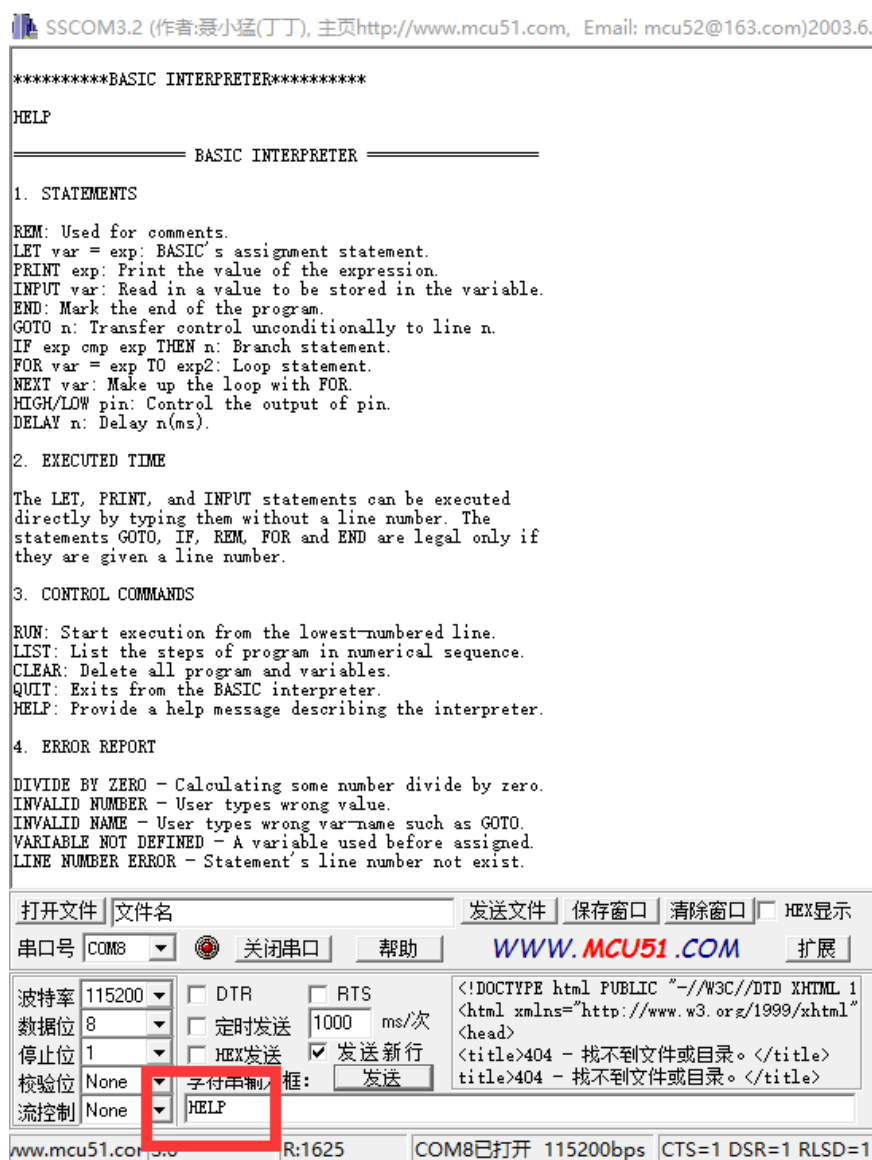 SSCOM3.2 (作者:聂小猛(丁丁), 主页http://www.mcu51.com, Email: mcu52@163.com)2003.6.
**********BASIC INTERPRETER**********
HELP
================== BASIC INTERPRETER ==================
1. STATEMENTS
REM: Used for comments.
LET var = exp: BASIC's assignment statement.
PRINT exp: Print the value of the expression.
INPUT var: Read in a value to be stored in the variable.
END: Mark the end of the program.
GOTO n: Transfer control unconditionally to line n.
IF exp cmp exp THEN n: Branch statement.
FOR var = exp TO exp2: Loop statement.
NEXT var: Make up the loop with FOR.
HIGH/LOW pin: Control the output of pin.
DELAY n: Delay n(ms).
2. EXECUTED TIME
The LET, PRINT, and INPUT statements can be executed
directly by typing them without a line number. The
statements GOTO, IF, REM, FOR and END are legal only if
they are given a line number.
3. CONTROL COMMANDS
RUN: Start execution from the lowest-numbered line.
LIST: List the steps of program in numerical sequence.
CLEAR: Delete all program and variables.
QUIT: Exits from the BASIC interpreter.
HELP: Provide a help message describing the interpreter.
4. ERROR REPORT
DIVIDE BY ZERO - Calculating some number divide by zero.
INVALID NUMBER - User types wrong value.
INVALID NAME - User types wrong var-name such as GOTO.
VARIABLE NOT DEFINED - A variable used before assigned.
LINE NUMBER ERROR - Statement's line number not exist.
打开文件 文件名 发送文件 保存窗口 清除窗口 HEX显示
串口号 COM8 关闭串口 帮助 WWW.MCU51.COM 扩展
波特率 115200 DTR RTS
数据位 8 定时发送 1000 ms/次
停止位 1 HEX发送 发送新行
校验位 None 字符串输入框: 发送
流控制 None HELP
<!DOCTYPE html PUBLIC "-//W3C//DTD XHTML 1
<html xmlns="http://www.w3.org/1999/xhtml"
<head>
<title>404 - 找不到文件或目录。</title>
title>404 - 找不到文件或目录。</title>
www.mcu51.cor R:1625 COM8已打开 115200bps CTS=1 DSR=1 RLSD=1